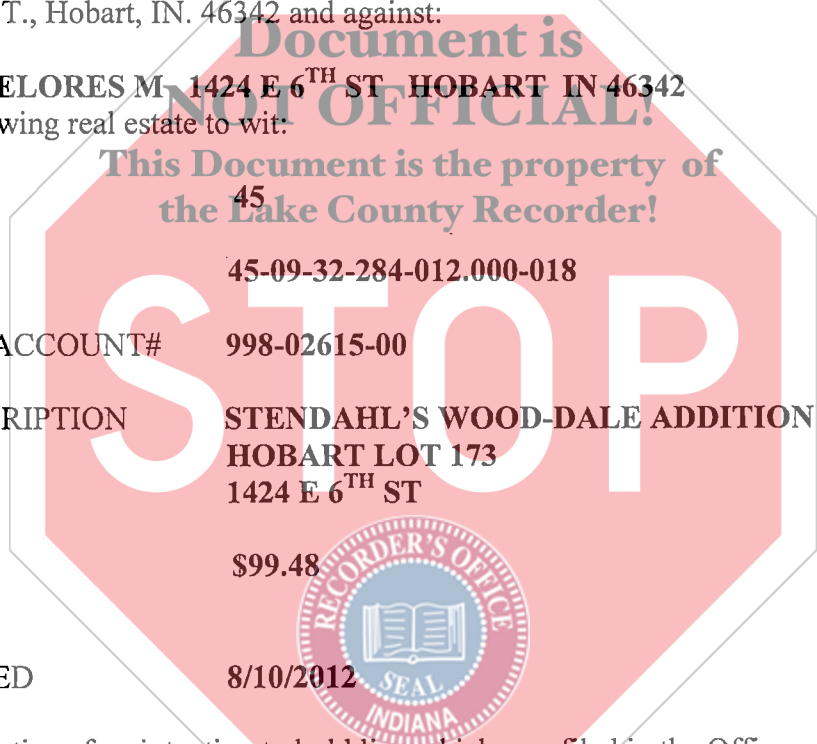 T., Hobart, IN. 46342 and against:
Document is
ELORES M 1424 E 6TH ST HOBART IN 46342
NOT OFFICIAL!
wing real estate to wit:
This Document is the property of
45
the Lake County Recorder!
45-09-32-284-012.000-018
STOP
ACCOUNT# 998-02615-00
RIPTION STENDAHL'S WOOD-DALE ADDITION
HOBART LOT 173
1424 E 6TH ST
$99.48
RECORDER'S OFFICE
ED 8/10/2012
SEAL
INDIANA